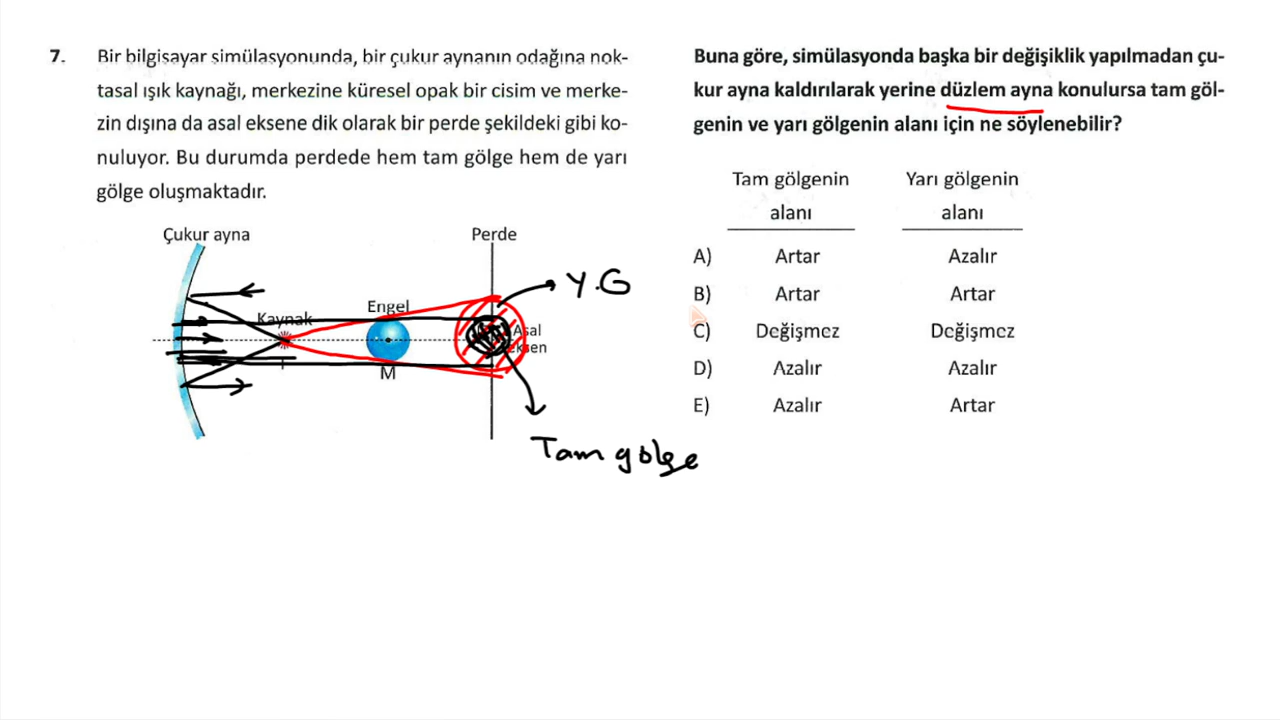 7. Bir bilgisayar simülasyonunda, bir çukur aynanın odağına nok-
tasal ışık kaynağı, merkezine küresel opak bir cisim ve merke-
zin dışına da asal eksene dik olarak bir perde şekildeki gibi ko-
nuluyor. Bu durumda perdede hem tam gölge hem de yarı
gölge oluşmaktadır.
Çukur ayna
Perde
Y.G
Engel
Kaynak
Asal
eksen
M
Tam gölge
Buna göre, simülasyonda başka bir değişiklik yapılmadan çu-
kur ayna kaldırılarak yerine düzlem ayna konulursa tam göl-
genin ve yarı gölgenin alanı için ne söylenebilir?
Tam gölgenin alanı
Yarı gölgenin alanı
A) Artar Azalır
B) Artar Artar
C) Değişmez Değişmez
D) Azalır Azalır
E) Azalır Artar